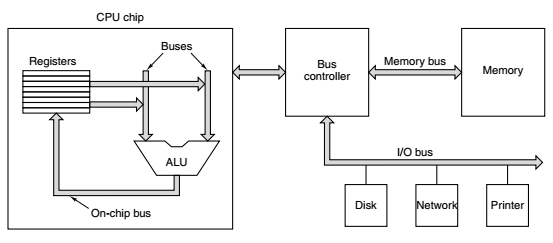 CPU chip
Buses
Registers
ALU
On-chip bus
Bus
controller
Memory bus
Memory
I/O bus
Disk
Network
Printer